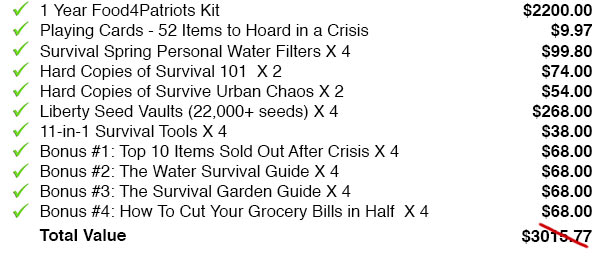 1 Year Food4Patriots Kit $2200.00
Playing Cards - 52 Items to Hoard in a Crisis $9.97
Survival Spring Personal Water Filters X 4 $99.80
Hard Copies of Survival 101 X 2 $74.00
Hard Copies of Survive Urban Chaos X 2 $54.00
Liberty Seed Vaults (22,000+ seeds) X 4 $268.00
11-in-1 Survival Tools X 4 $38.00
Bonus #1: Top 10 Items Sold Out After Crisis X 4 $68.00
Bonus #2: The Water Survival Guide X 4 $68.00
Bonus #3: The Survival Garden Guide X 4 $68.00
Bonus #4: How To Cut Your Grocery Bills in Half X 4 $68.00
Total Value $3015.77